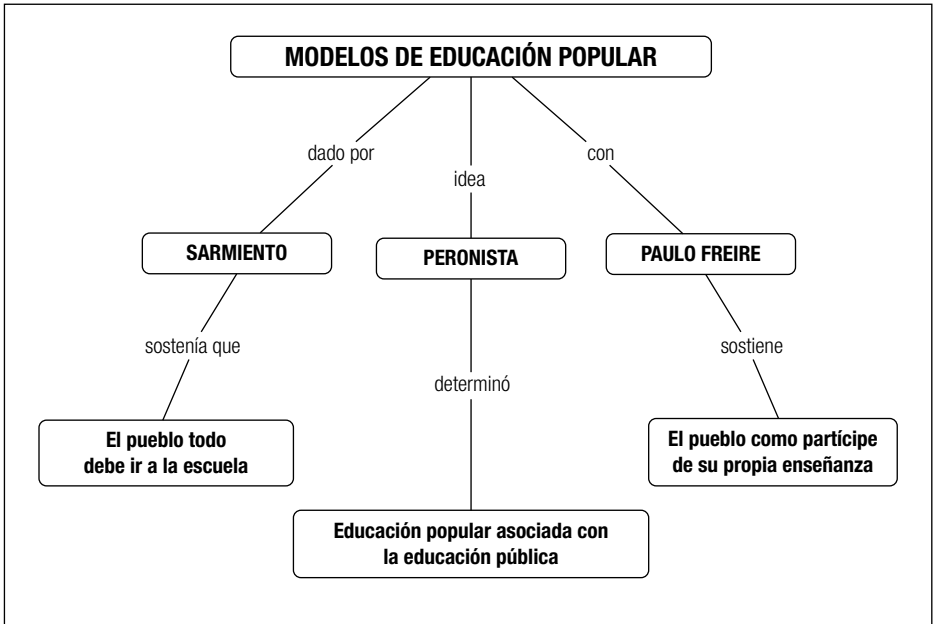 MODELOS DE EDUCACIÓN POPULAR
dado por
idea
con
SARMIENTO
PERONISTA
PAULO FREIRE
sostenía que
determinó
sostiene
El pueblo todo
debe ir a la escuela
El pueblo como partícipe
de su propia enseñanza
Educación popular asociada con
la educación pública